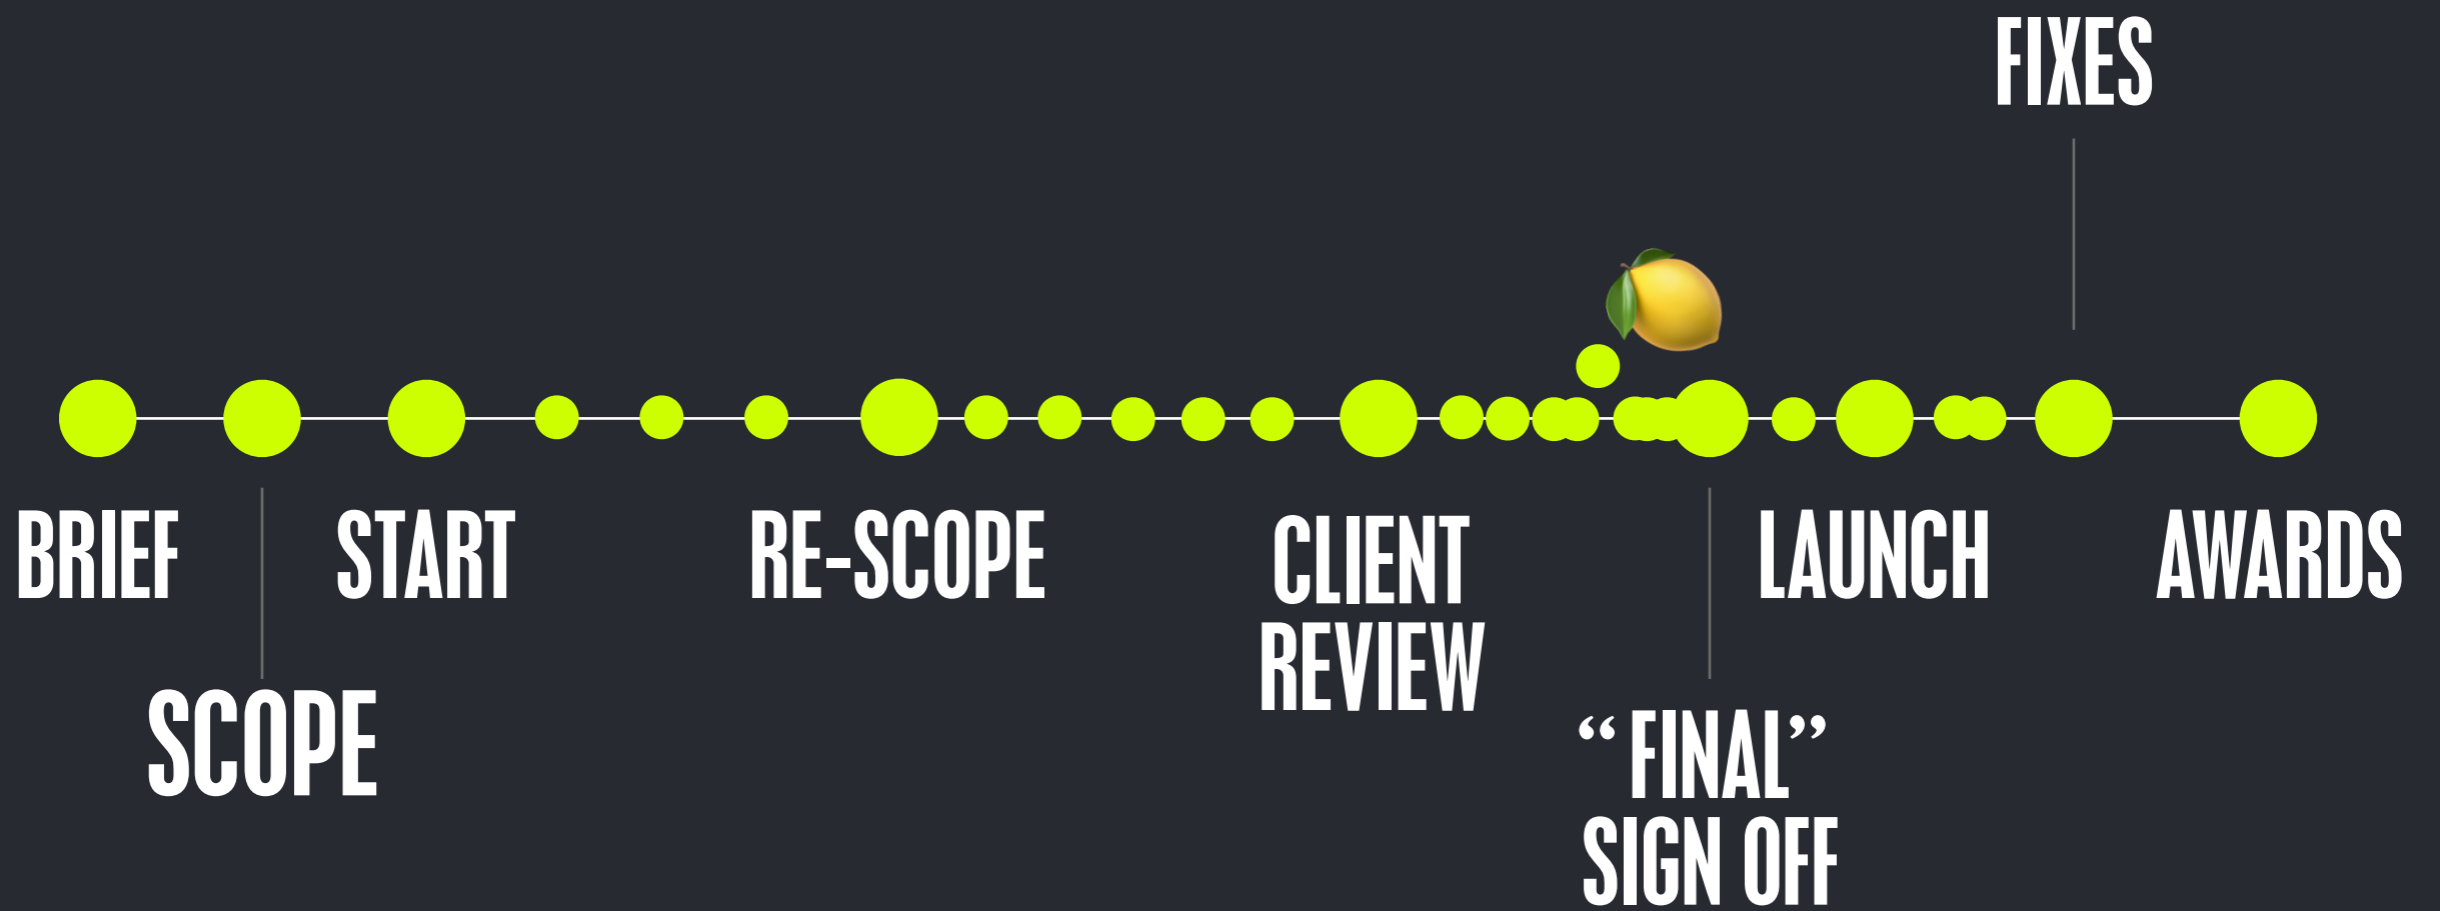 FIXES
BRIEF
START
RE-SCOPE
CLIENT
REVIEW
LAUNCH
AWARDS
SCOPE
“FINAL”
SIGN OFF